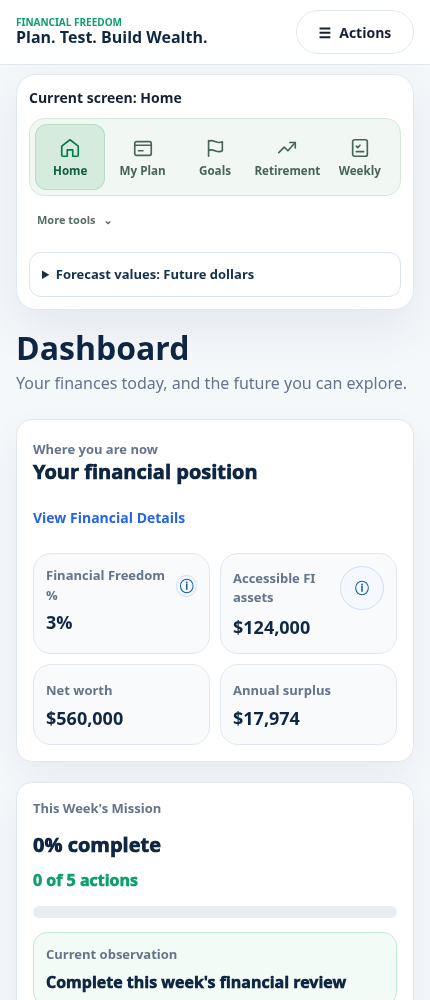 FINANCIAL FREEDOM
Plan. Test. Build Wealth.
☰ Actions
Current screen: Home
Home
My Plan
Goals
Retirement
Weekly
More tools ⌄
▶ Forecast values: Future dollars
Dashboard
Your finances today, and the future you can explore.
Where you are now
Your financial position
View Financial Details
Financial Freedom
%
ⓘ
3%
Accessible FI
assets
ⓘ
$124,000
Net worth
$560,000
Annual surplus
$17,974
This Week's Mission
0% complete
0 of 5 actions
Current observation
Complete this week's financial review